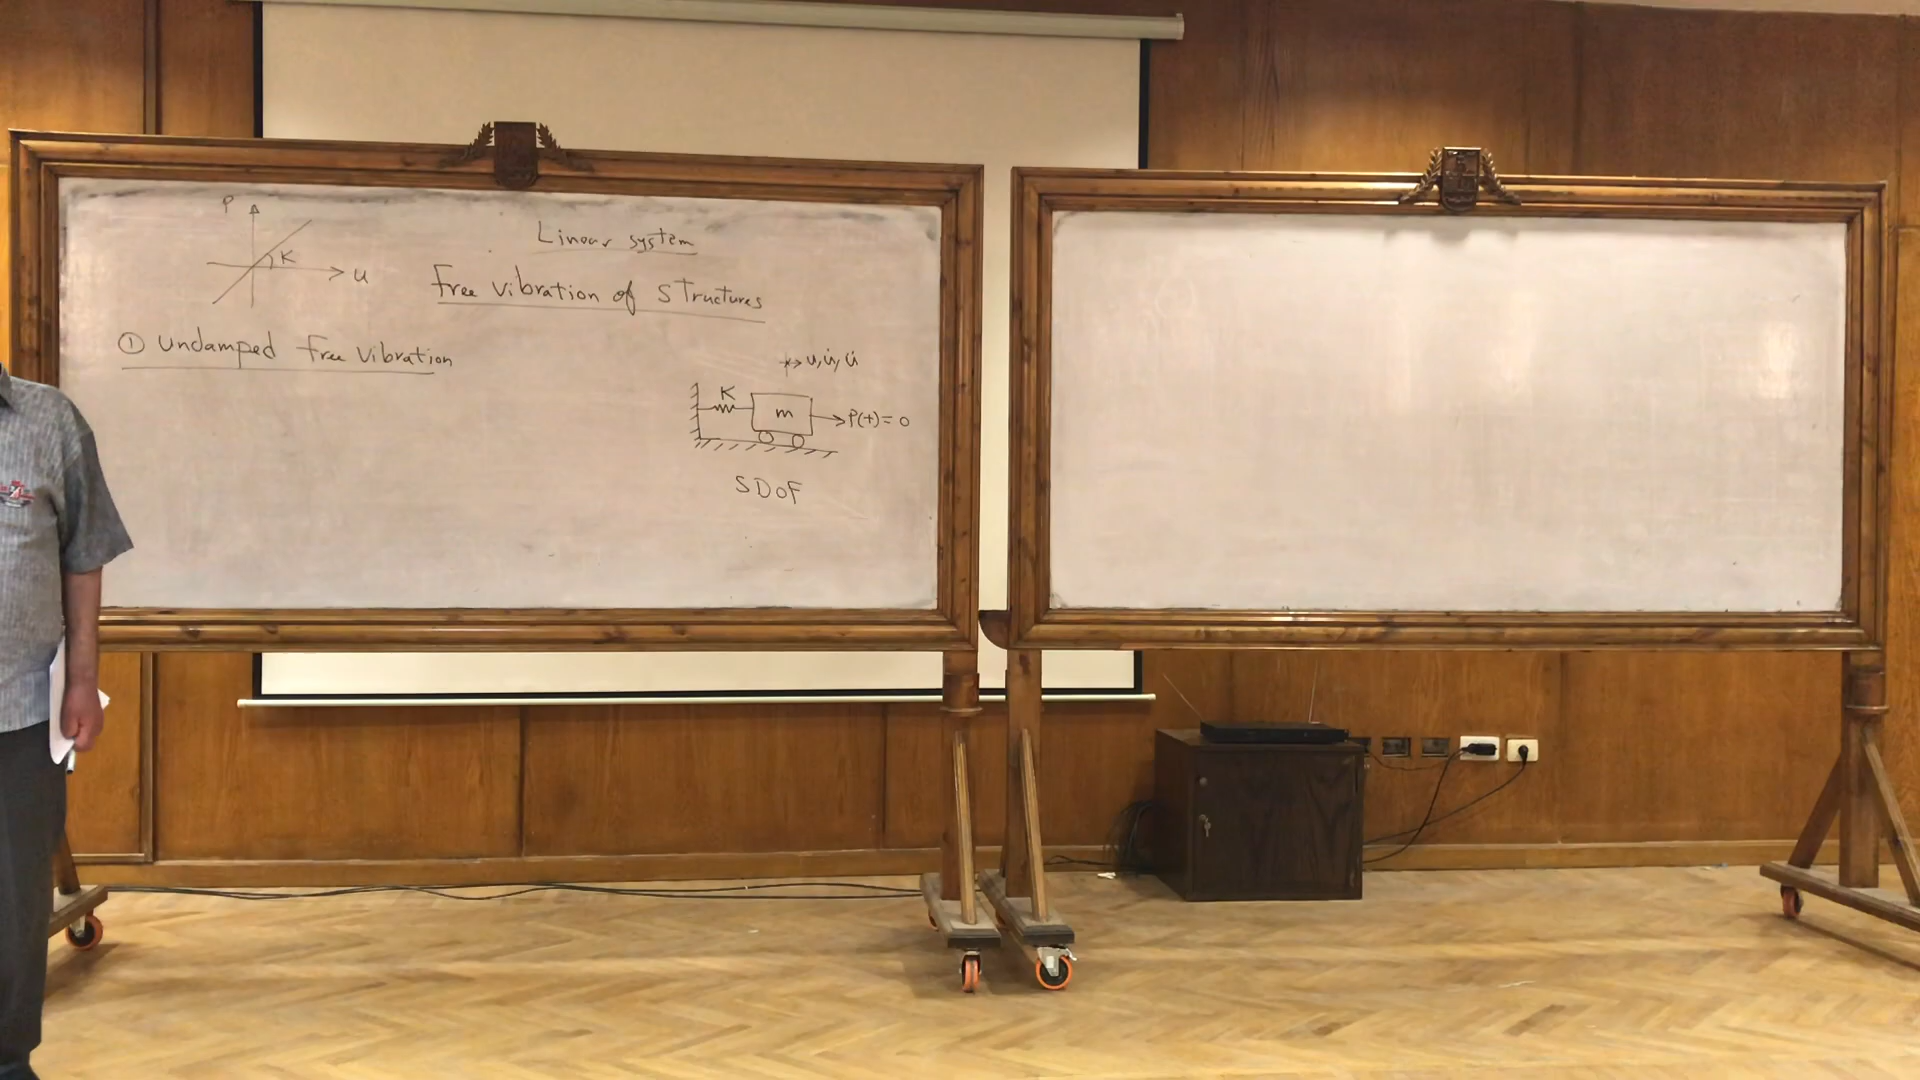 P
K
u
Linear system
Free vibration of structures
① undamped free vibration
u, u̇, ü
K
m
P(t) = 0
SDOF